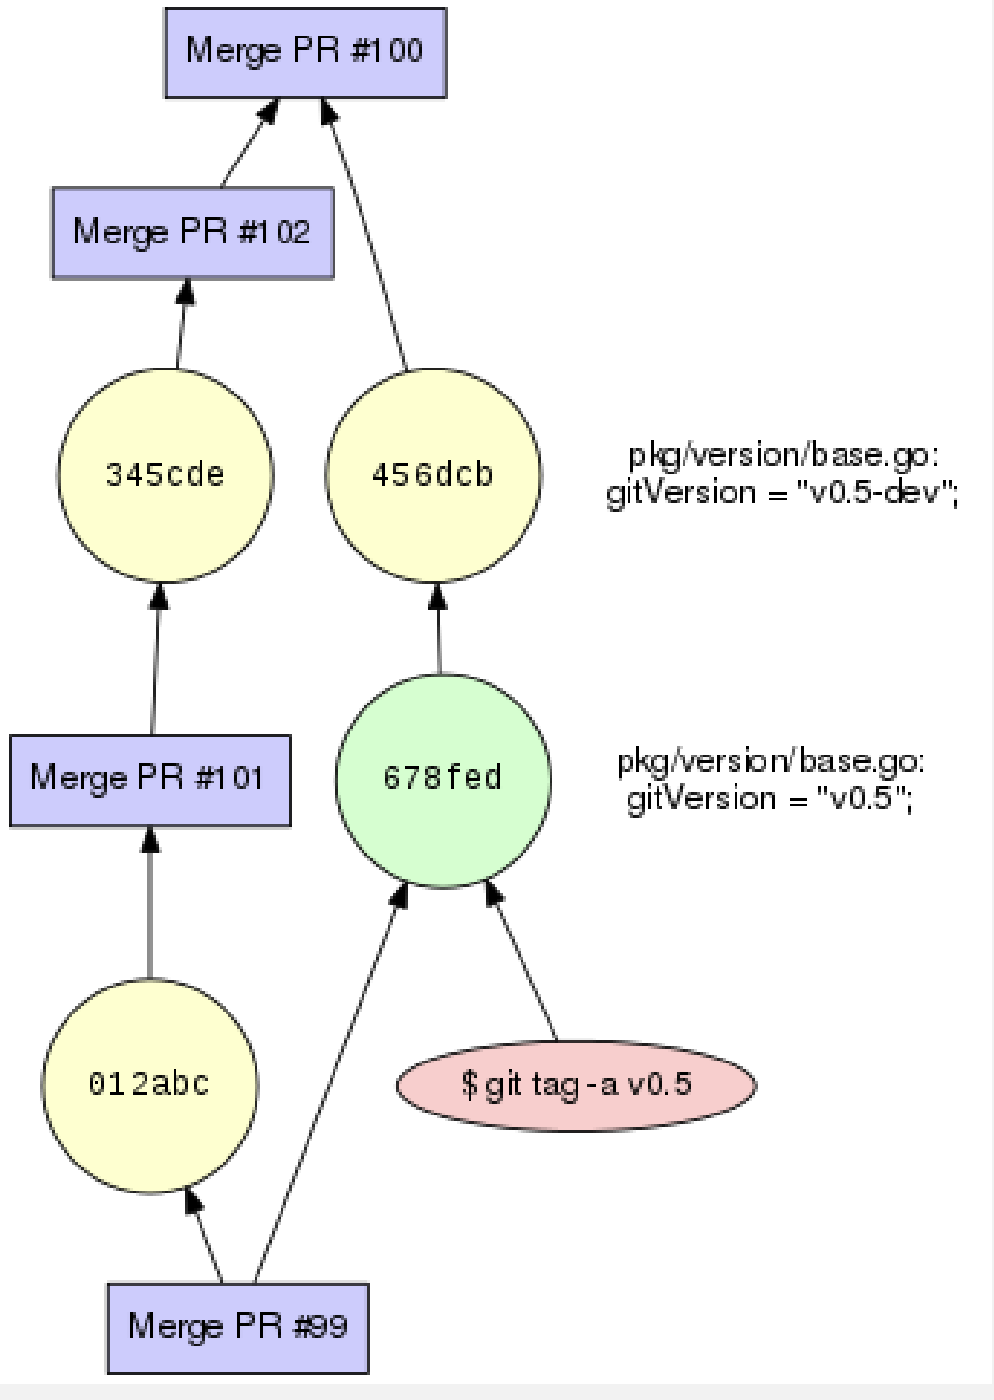 Merge PR #100
Merge PR #102
345cde
456dcb
pkg/version/base.go:
gitVersion = "v0.5-dev";
Merge PR #101
678fed
pkg/version/base.go:
gitVersion = "v0.5";
012abc
$ git tag -a v0.5
Merge PR #99